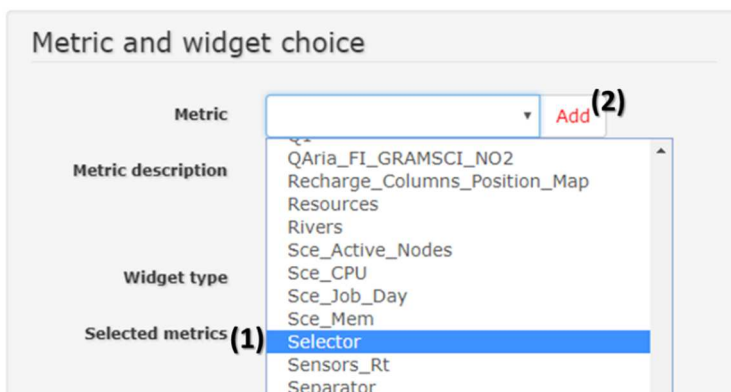 Metric and widget choice
Metric
Add
(2)
Q1
Metric description
QAria_FI_GRAMSCI_NO2
Recharge_Columns_Position_Map
Resources
Rivers
Sce_Active_Nodes
Widget type
Sce_CPU
Sce_Job_Day
Sce_Mem
Selected metrics
(1)
Selector
Sensors_Rt
Separator